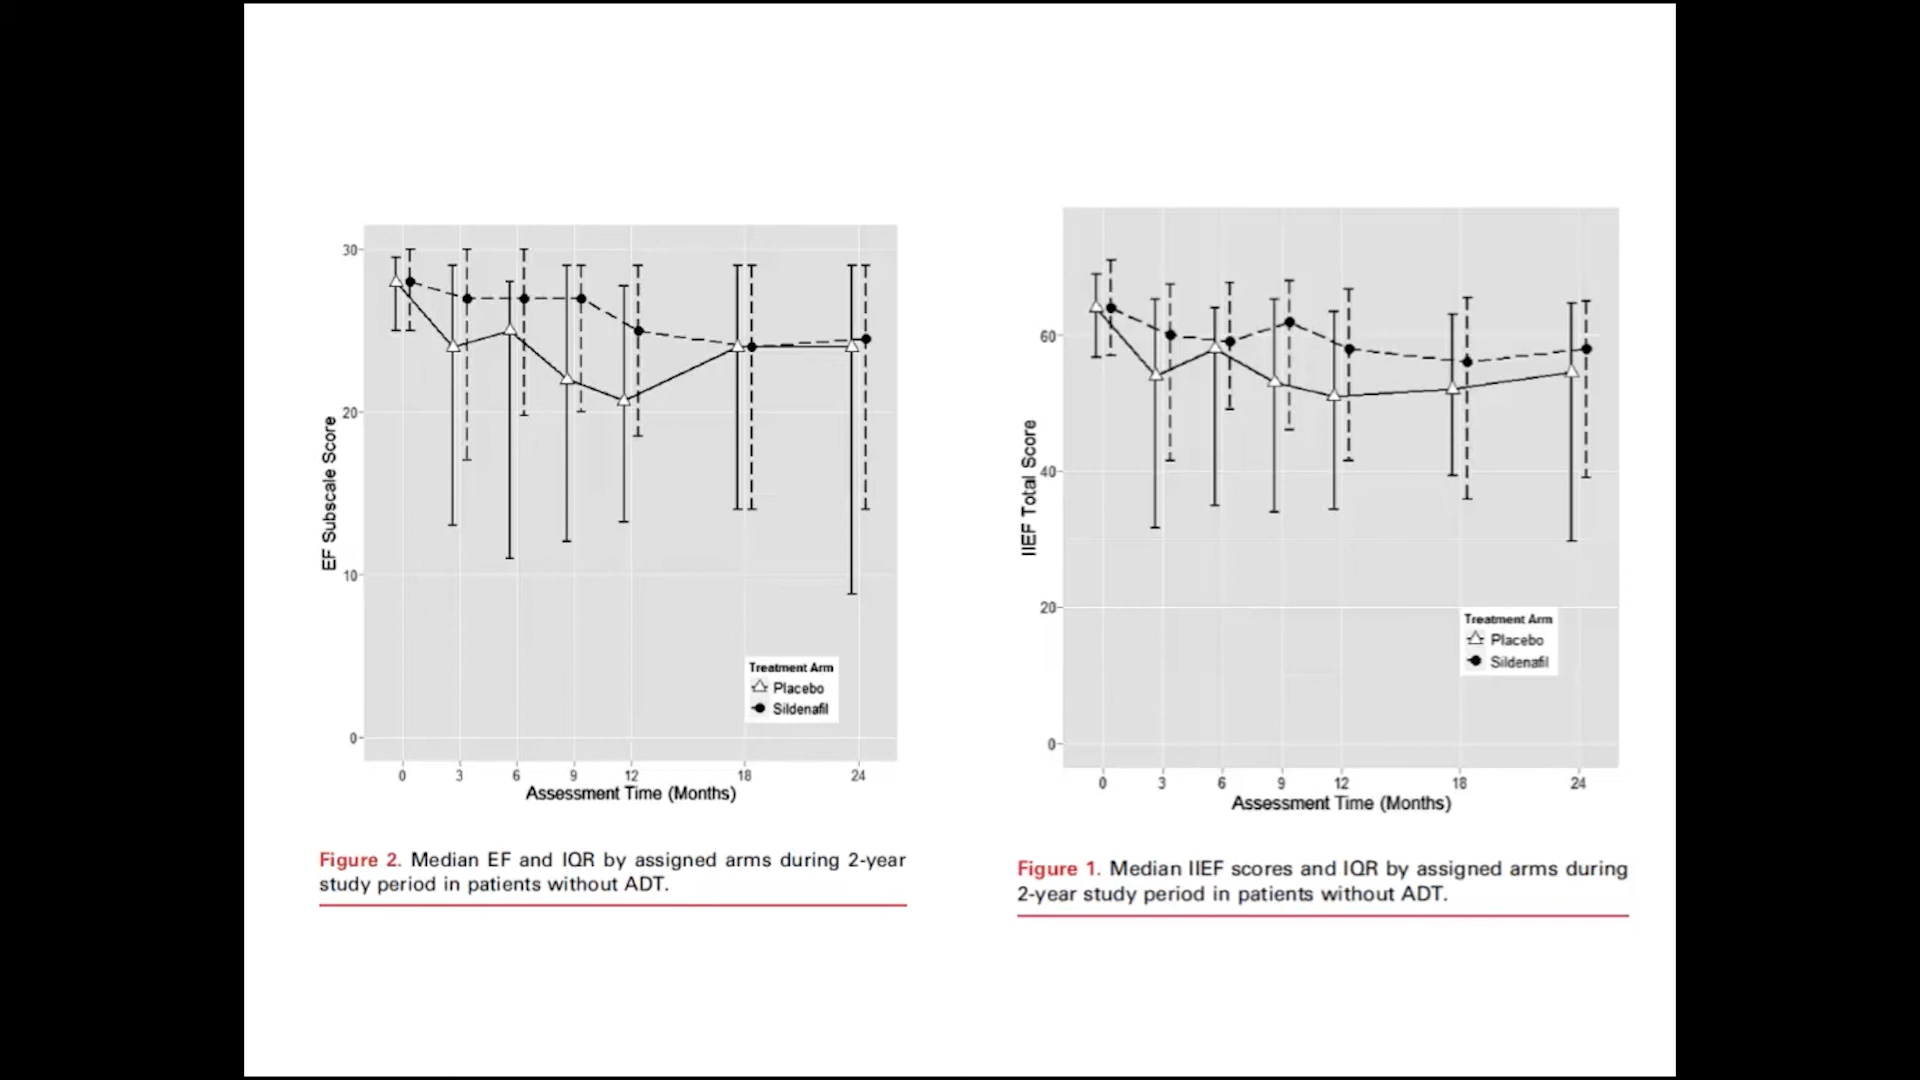 30
20
10
0
EF Subscale Score
Treatment Arm
Placebo
Sildenafil
0 3 6 9 12 18 24
Assessment Time (Months)
Figure 2. Median EF and IQR by assigned arms during 2-year
study period in patients without ADT.
60
40
20
0
IIEF Total Score
Treatment Arm
Placebo
Sildenafil
0 3 6 9 12 18 24
Assessment Time (Months)
Figure 1. Median IIEF scores and IQR by assigned arms during
2-year study period in patients without ADT.